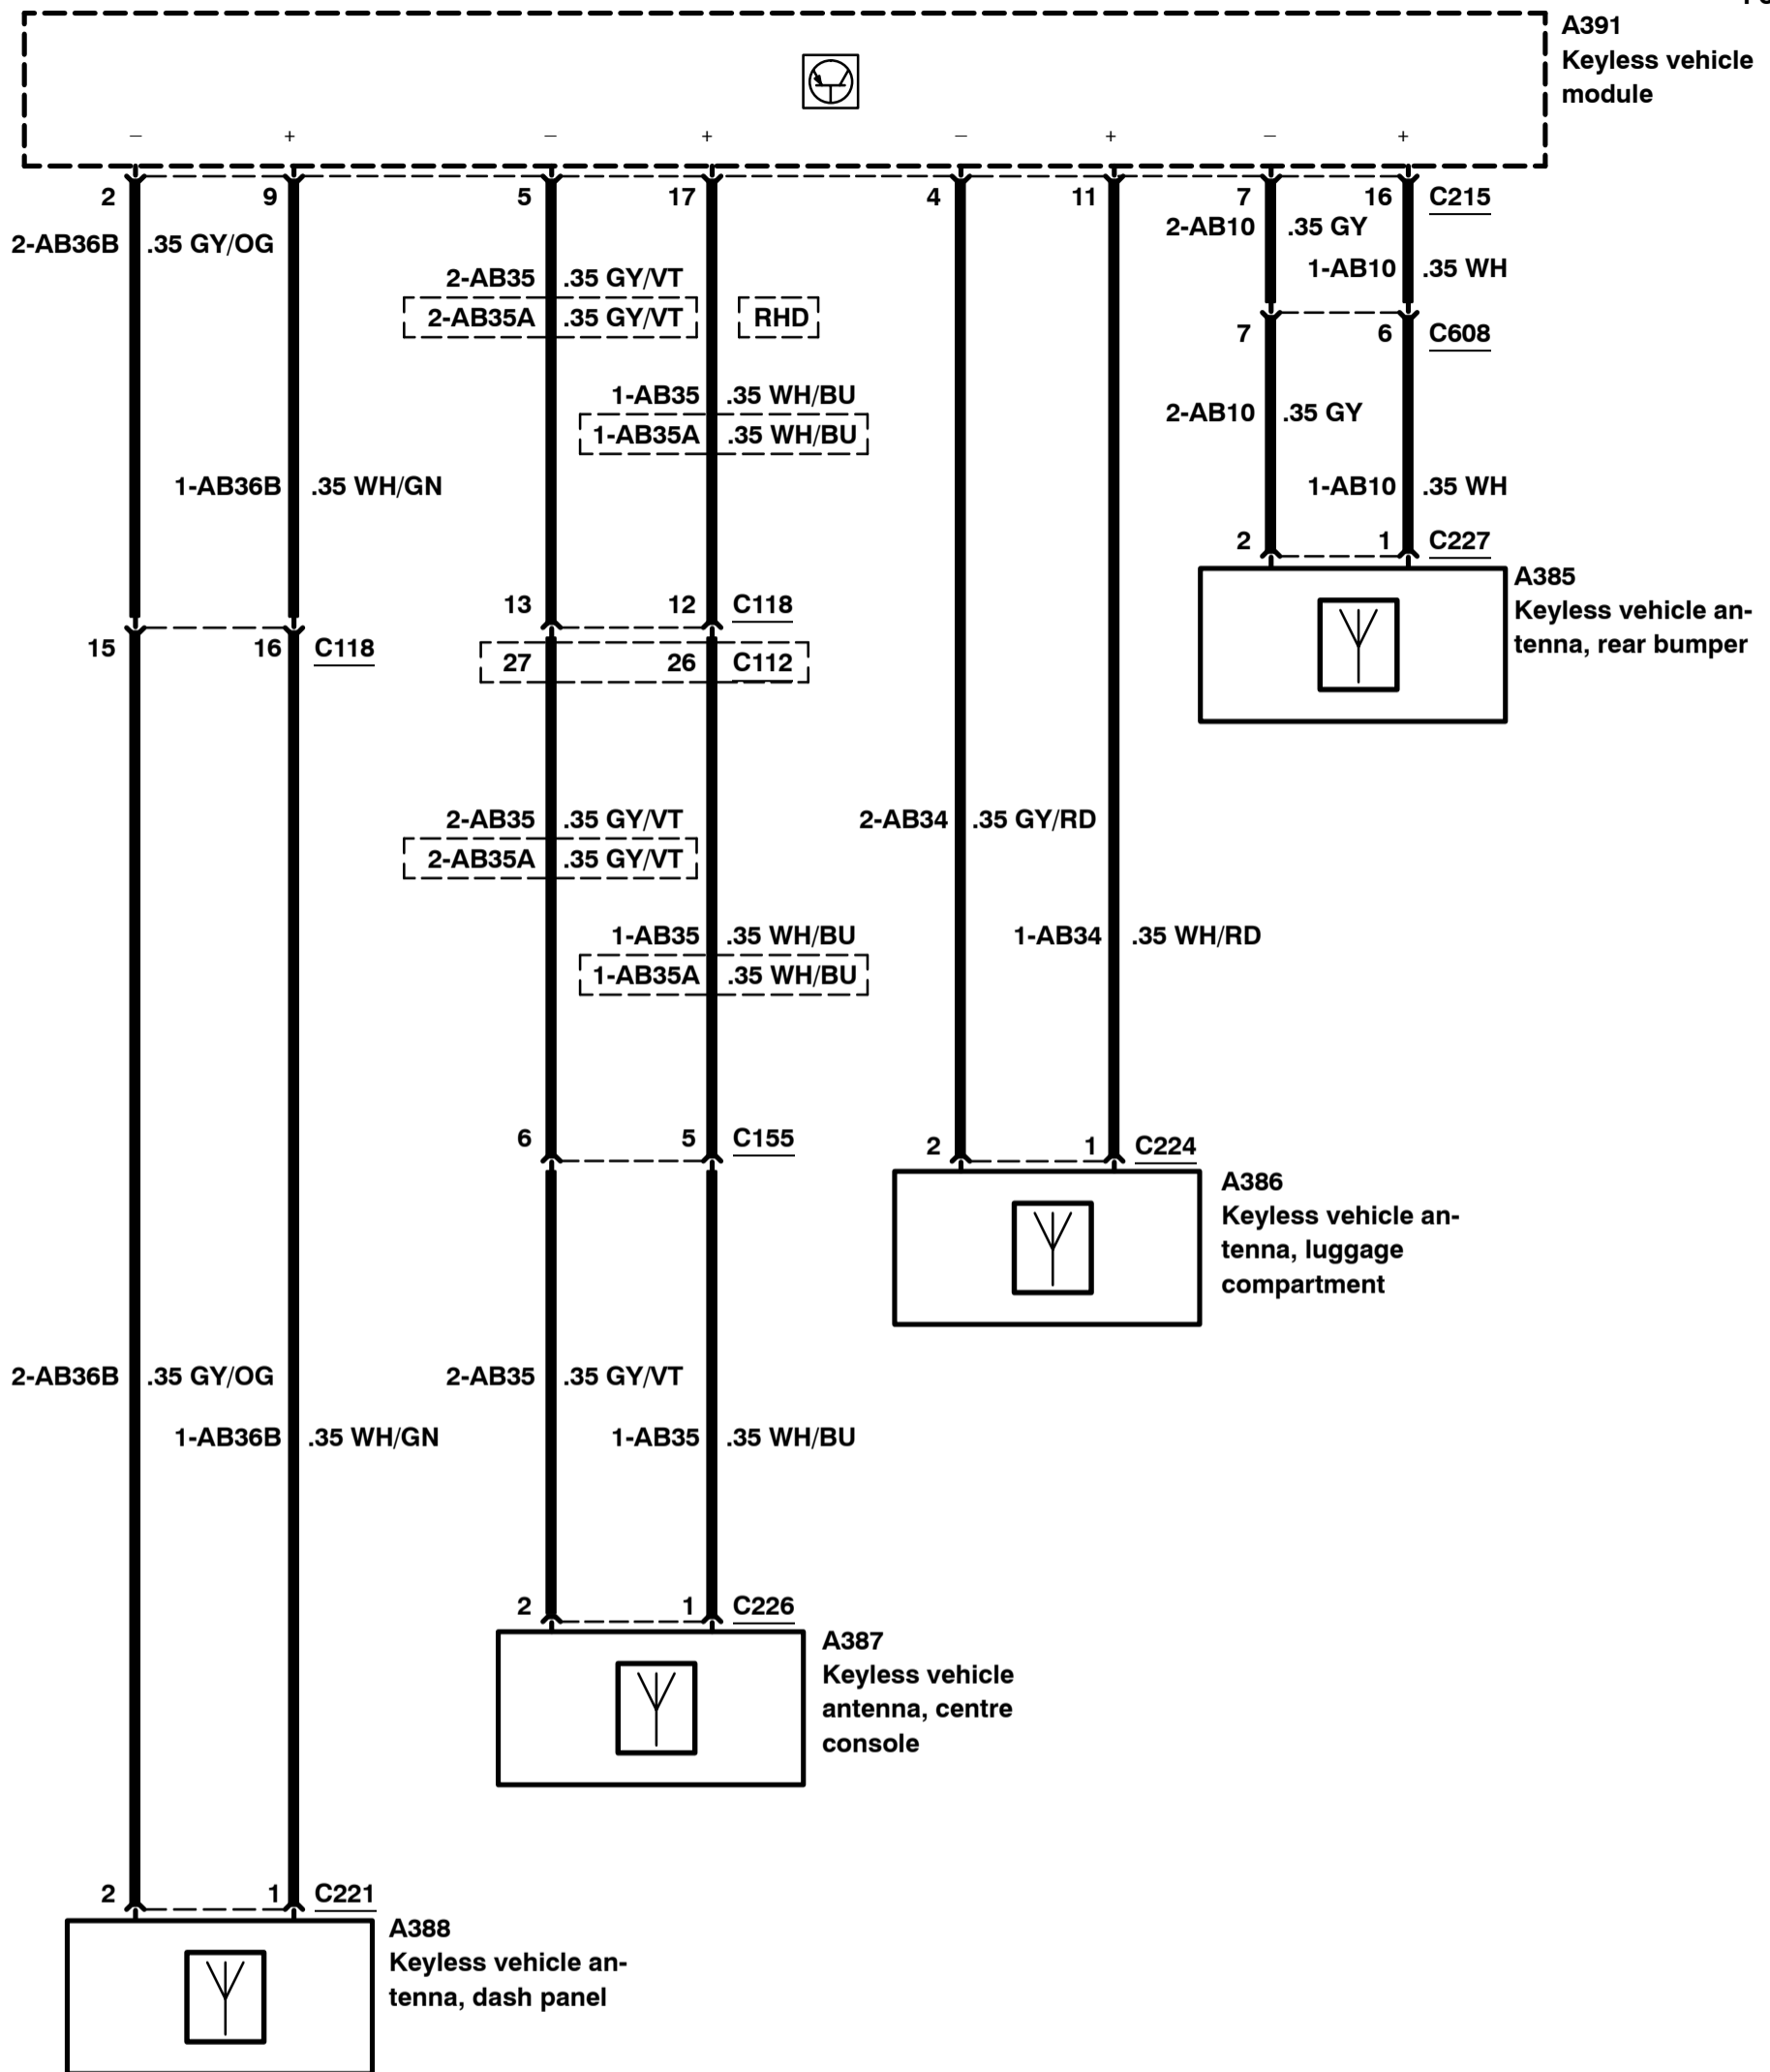 A391
Keyless vehicle
module
– + – + – + – +
2 9 5 17 4 11 7 16 C215
2-AB36B .35 GY/OG
2-AB10 .35 GY
1-AB10 .35 WH
2-AB35 .35 GY/VT
2-AB35A .35 GY/VT RHD
7 6 C608
1-AB35 .35 WH/BU
1-AB35A .35 WH/BU
2-AB10 .35 GY
1-AB36B .35 WH/GN
1-AB10 .35 WH
2 1 C227
A385
Keyless vehicle an-
tenna, rear bumper
13 12 C118
15 16 C118
27 26 C112
2-AB35 .35 GY/VT
2-AB35A .35 GY/VT
2-AB34 .35 GY/RD
1-AB35 .35 WH/BU
1-AB35A .35 WH/BU
1-AB34 .35 WH/RD
6 5 C155
2 1 C224
A386
Keyless vehicle an-
tenna, luggage
compartment
2-AB36B .35 GY/OG
2-AB35 .35 GY/VT
1-AB36B .35 WH/GN
1-AB35 .35 WH/BU
2 1 C226
A387
Keyless vehicle
antenna, centre
console
2 1 C221
A388
Keyless vehicle an-
tenna, dash panel